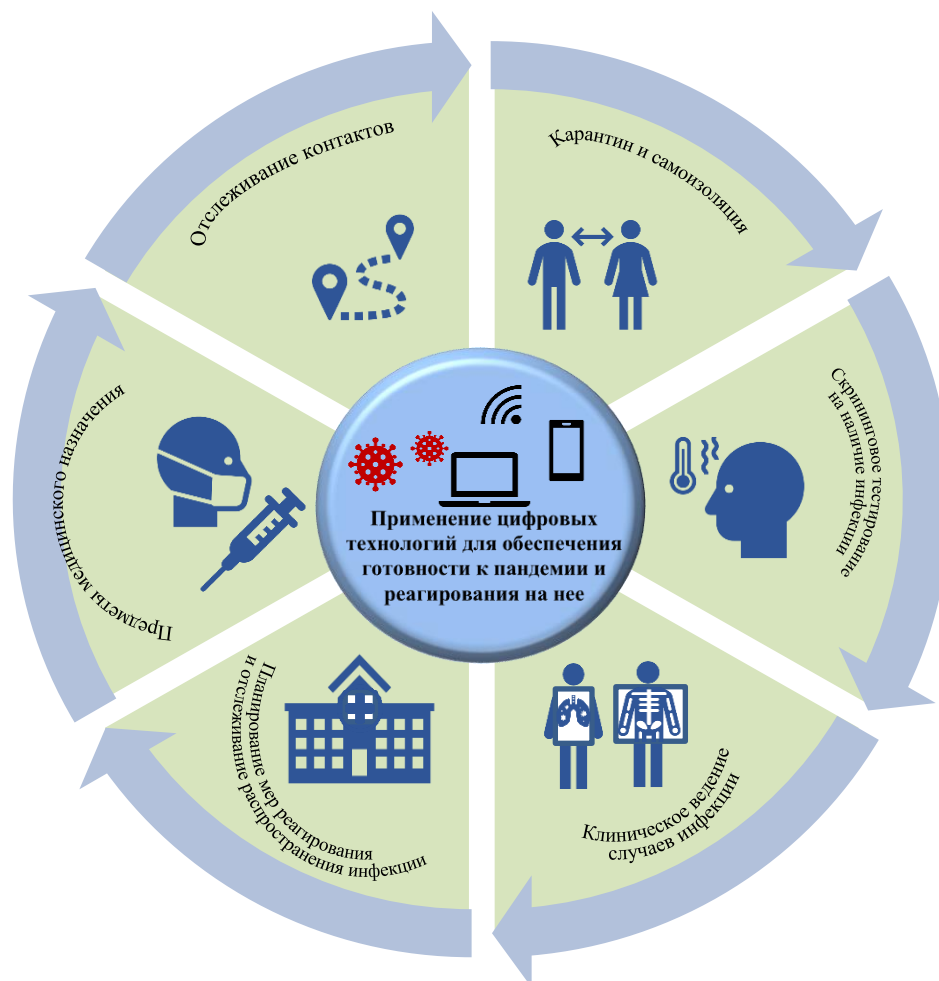 Отслеживание контактов
Карантин и самоизоляция
Скрининговое тестирование
на наличие инфекции
Клиническое ведение
случаев инфекции
Планирование мер реагирования
и отслеживание распространения инфекции
Предметы медицинского назначения
Применение цифровых
технологий для обеспечения
готовности к пандемии и
реагирования на нее